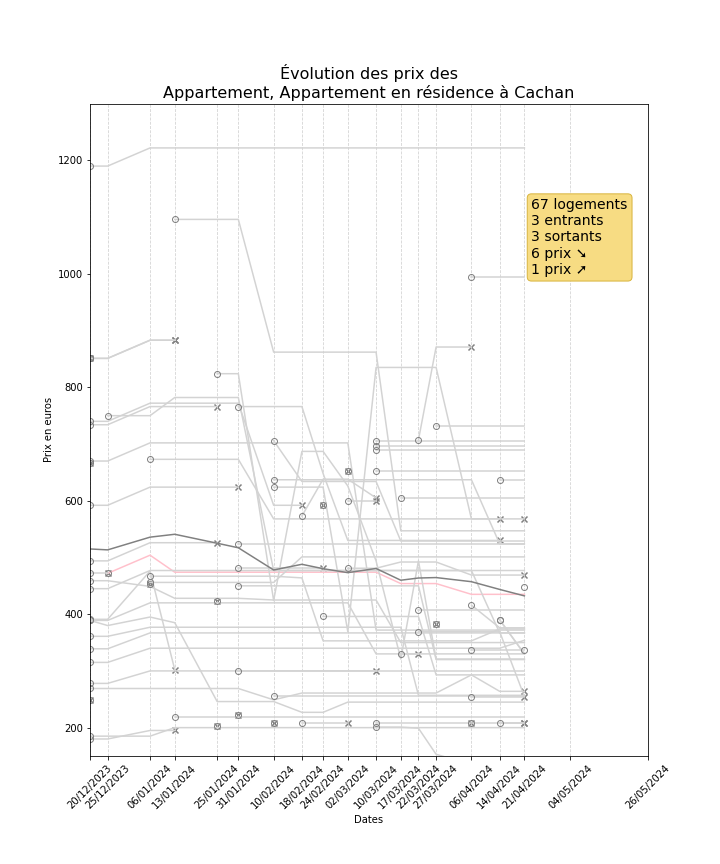 Évolution des prix des
Appartement, Appartement en résidence à Cachan
1200
1000
800
600
400
200
Prix en euros
67 logements
3 entrants
3 sortants
6 prix ↘
1 prix ↗
20/12/2023
25/12/2023
06/01/2024
13/01/2024
25/01/2024
31/01/2024
10/02/2024
18/02/2024
24/02/2024
02/03/2024
10/03/2024
17/03/2024
22/03/2024
27/03/2024
06/04/2024
14/04/2024
21/04/2024
04/05/2024
26/05/2024
Dates